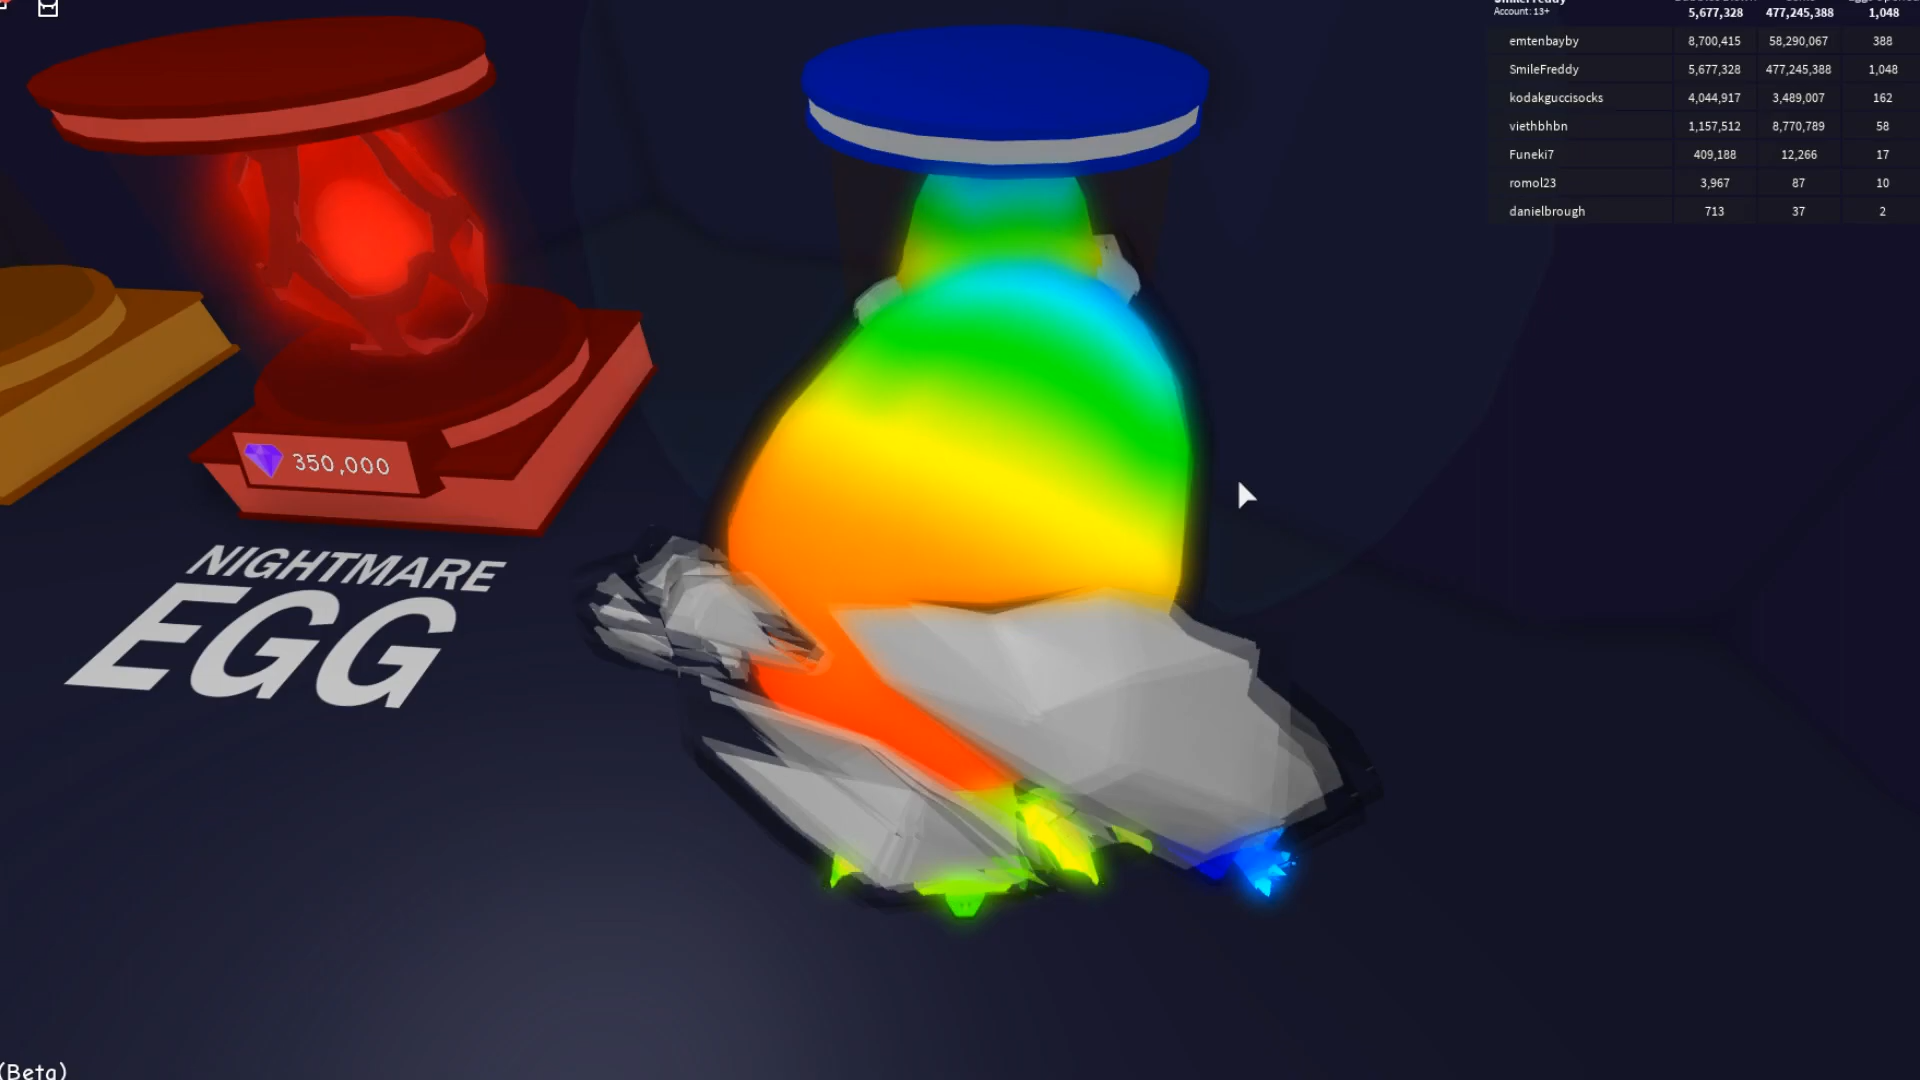 Account: 13+
5,677,328 477,245,388 1,048
emtenbayby 8,700,415 58,290,067 388
SmileFreddy 5,677,328 477,245,388 1,048
kodakguccisocks 4,044,917 3,489,007 162
viethbhbn 1,157,512 8,770,789 58
Funeki7 409,188 12,266 17
romol23 3,967 87 10
danielbrough 713 37 2
350,000
NIGHTMARE
EGG
(Beta)